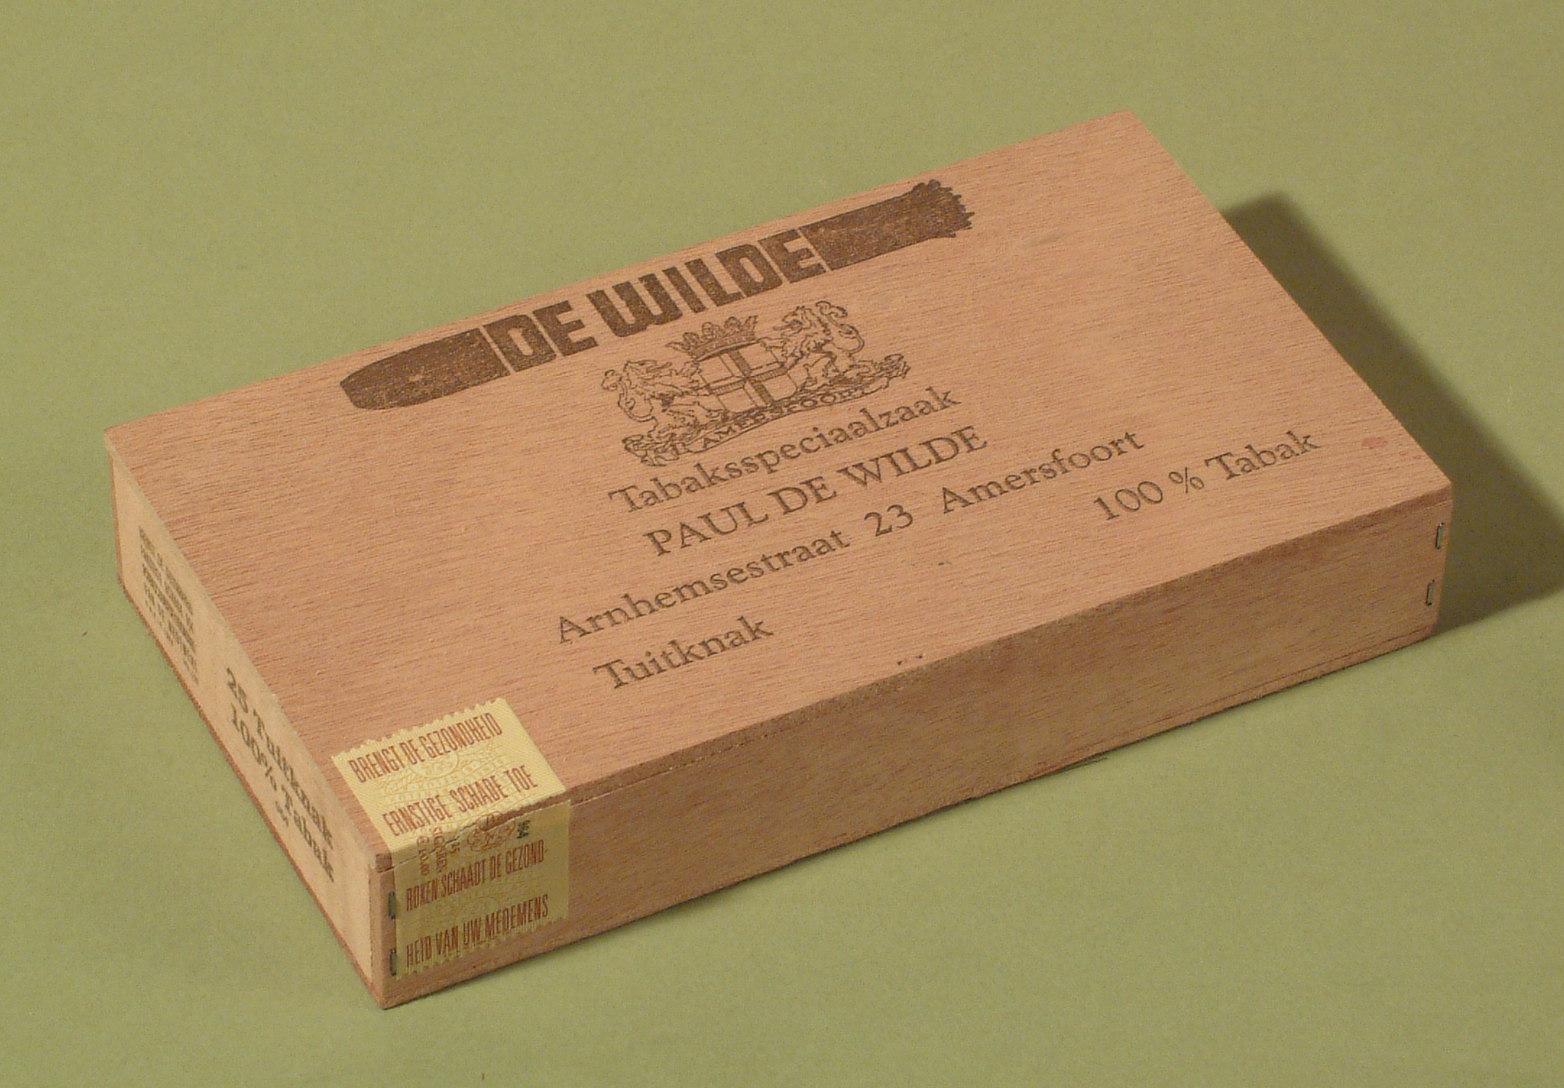 DE WILDE
AMERSFOORT
Tabaksspeciaalzaak
PAUL DE WILDE
Arnhemsestraat 23 Amersfoort
Tuitknak
100 % Tabak
25 Tuitknak
100% Tabak
BRENGT DE GEZONDHEID
ERNSTIGE SCHADE TOE
ROKEN SCHAADT DE GEZOND-
HEID VAN UW MEDEMENS